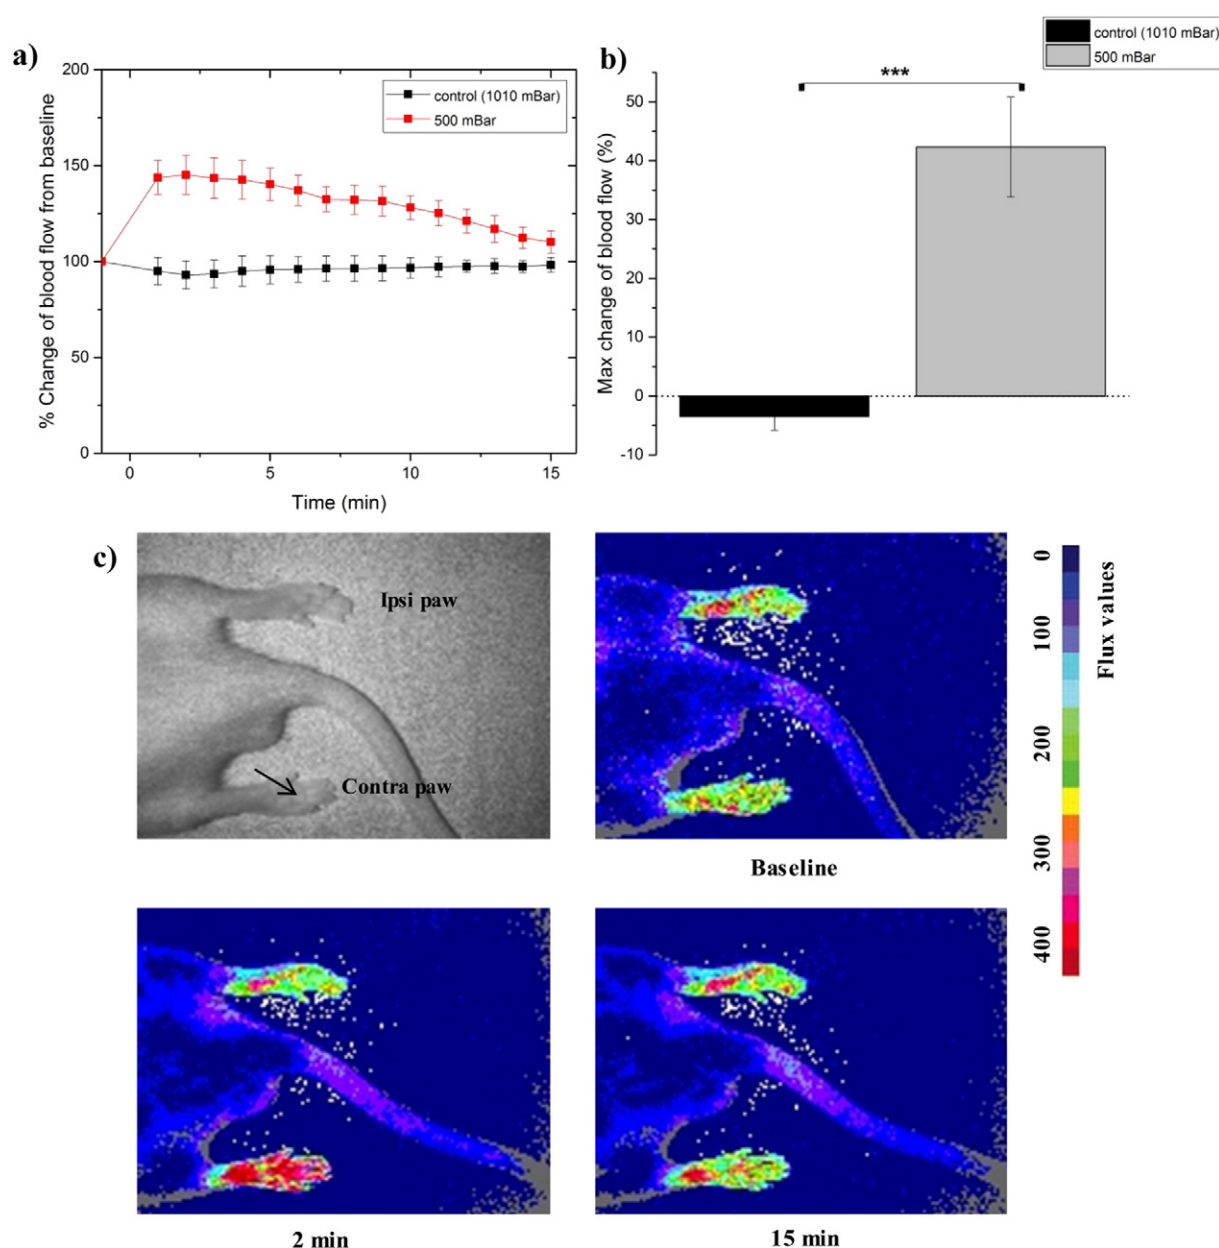 a)
200
150
100
50
0
% Change of blood flow from baseline
control (1010 mBar)
500 mBar
0
5
10
15
Time (min)
b)
control (1010 mBar)
500 mBar
***
50
40
30
20
10
0
-10
Max change of blood flow (%)
c)
Ipsi paw
Contra paw
Baseline
0
100
200
300
400
Flux values
2 min
15 min